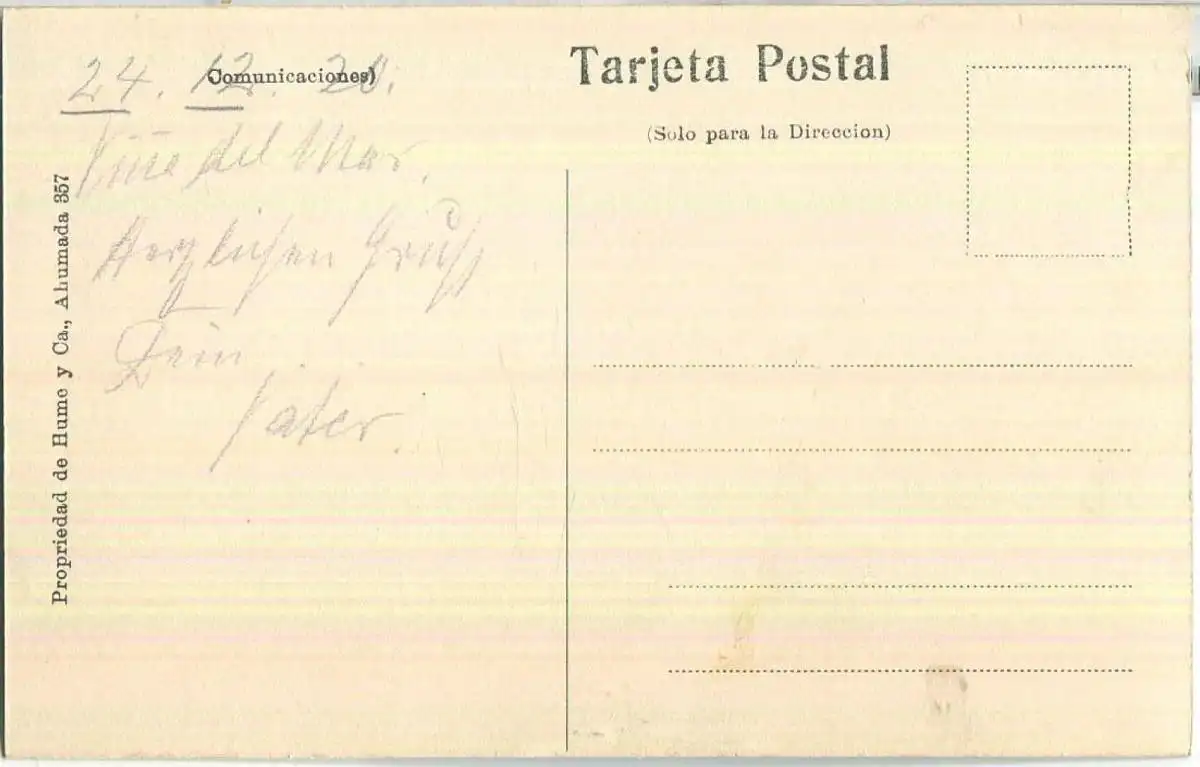 Tarjeta Postal
(Solo para la Direccion)
Comunicaciones)
24. 12. 20.
Viña del Mar.
Herzlichen Gruß
Dein
Vater.
Propriedad de Hume y Ca., Ahumada 357